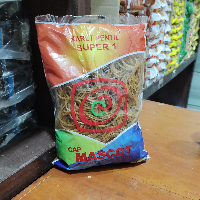 KARET PENTIL
SUPER 1
CAP
MASCOT